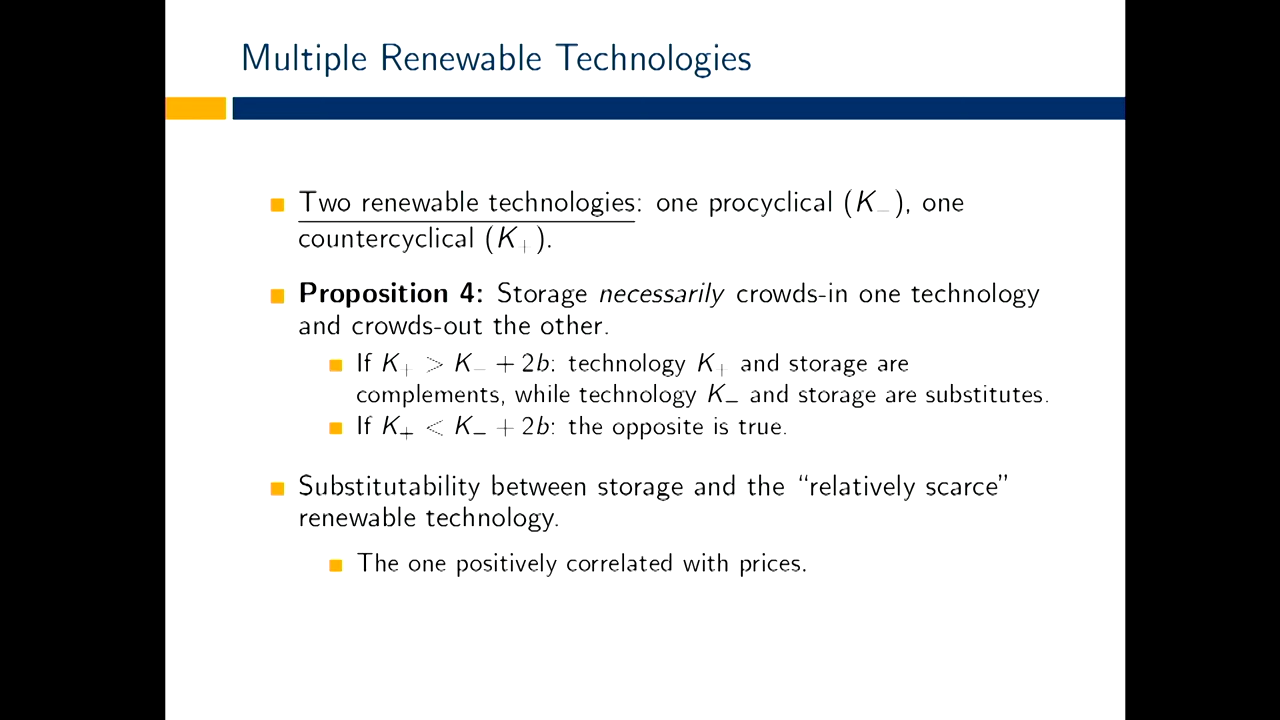 Multiple Renewable Technologies
Two renewable technologies: one procyclical (K₋), one
countercyclical (K₊).
Proposition 4: Storage necessarily crowds-in one technology
and crowds-out the other.
If K₊ > K₋ + 2b: technology K₊ and storage are
complements, while technology K₋ and storage are substitutes.
If K₊ < K₋ + 2b: the opposite is true.
Substitutability between storage and the “relatively scarce”
renewable technology.
The one positively correlated with prices.